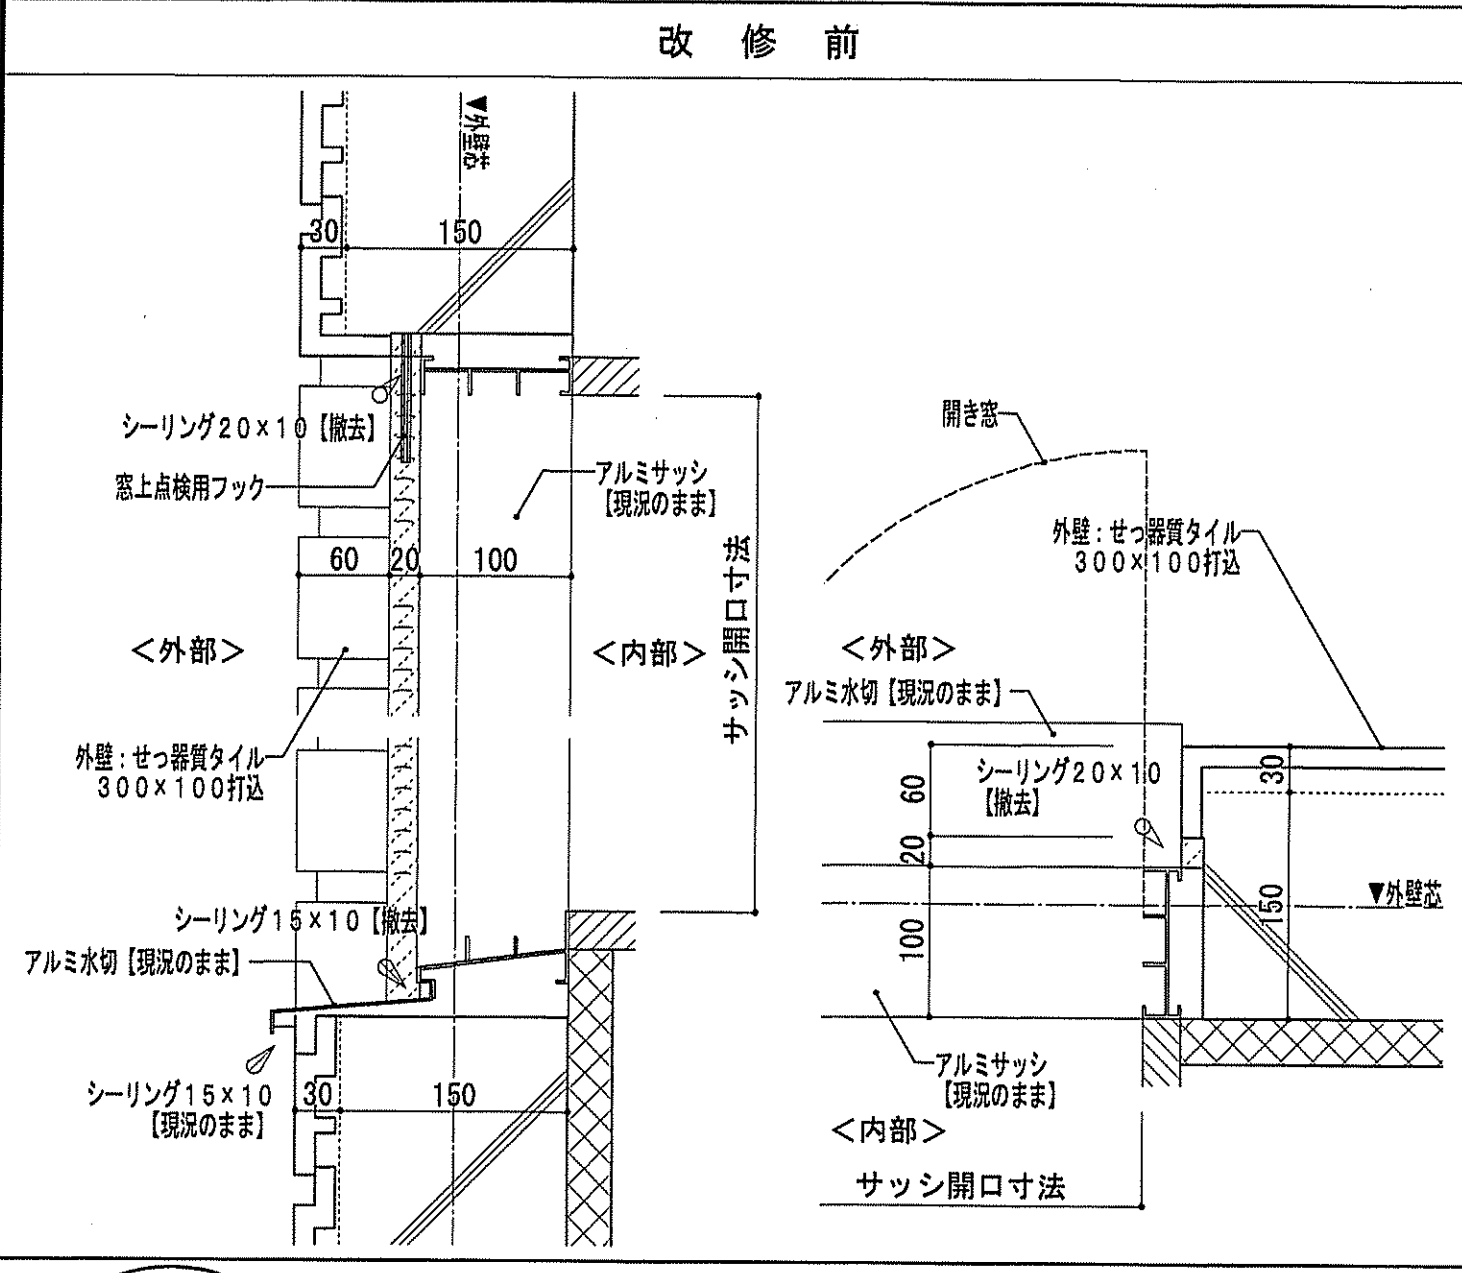 改修前
▼外壁芯
30
150
シーリング20×10【撤去】
窓上点検用フック
アルミサッシ
【現況のまま】
60
20
100
＜外部＞
＜内部＞
サッシ開口寸法
外壁：せっ器質タイル
300×100打込
シーリング15×10【撤去】
アルミ水切【現況のまま】
シーリング15×10
【現況のまま】
30
150
開き窓
外壁：せっ器質タイル
300×100打込
＜外部＞
アルミ水切【現況のまま】
シーリング20×10
【撤去】
60
20
100
30
150
▼外壁芯
アルミサッシ
【現況のまま】
＜内部＞
サッシ開口寸法